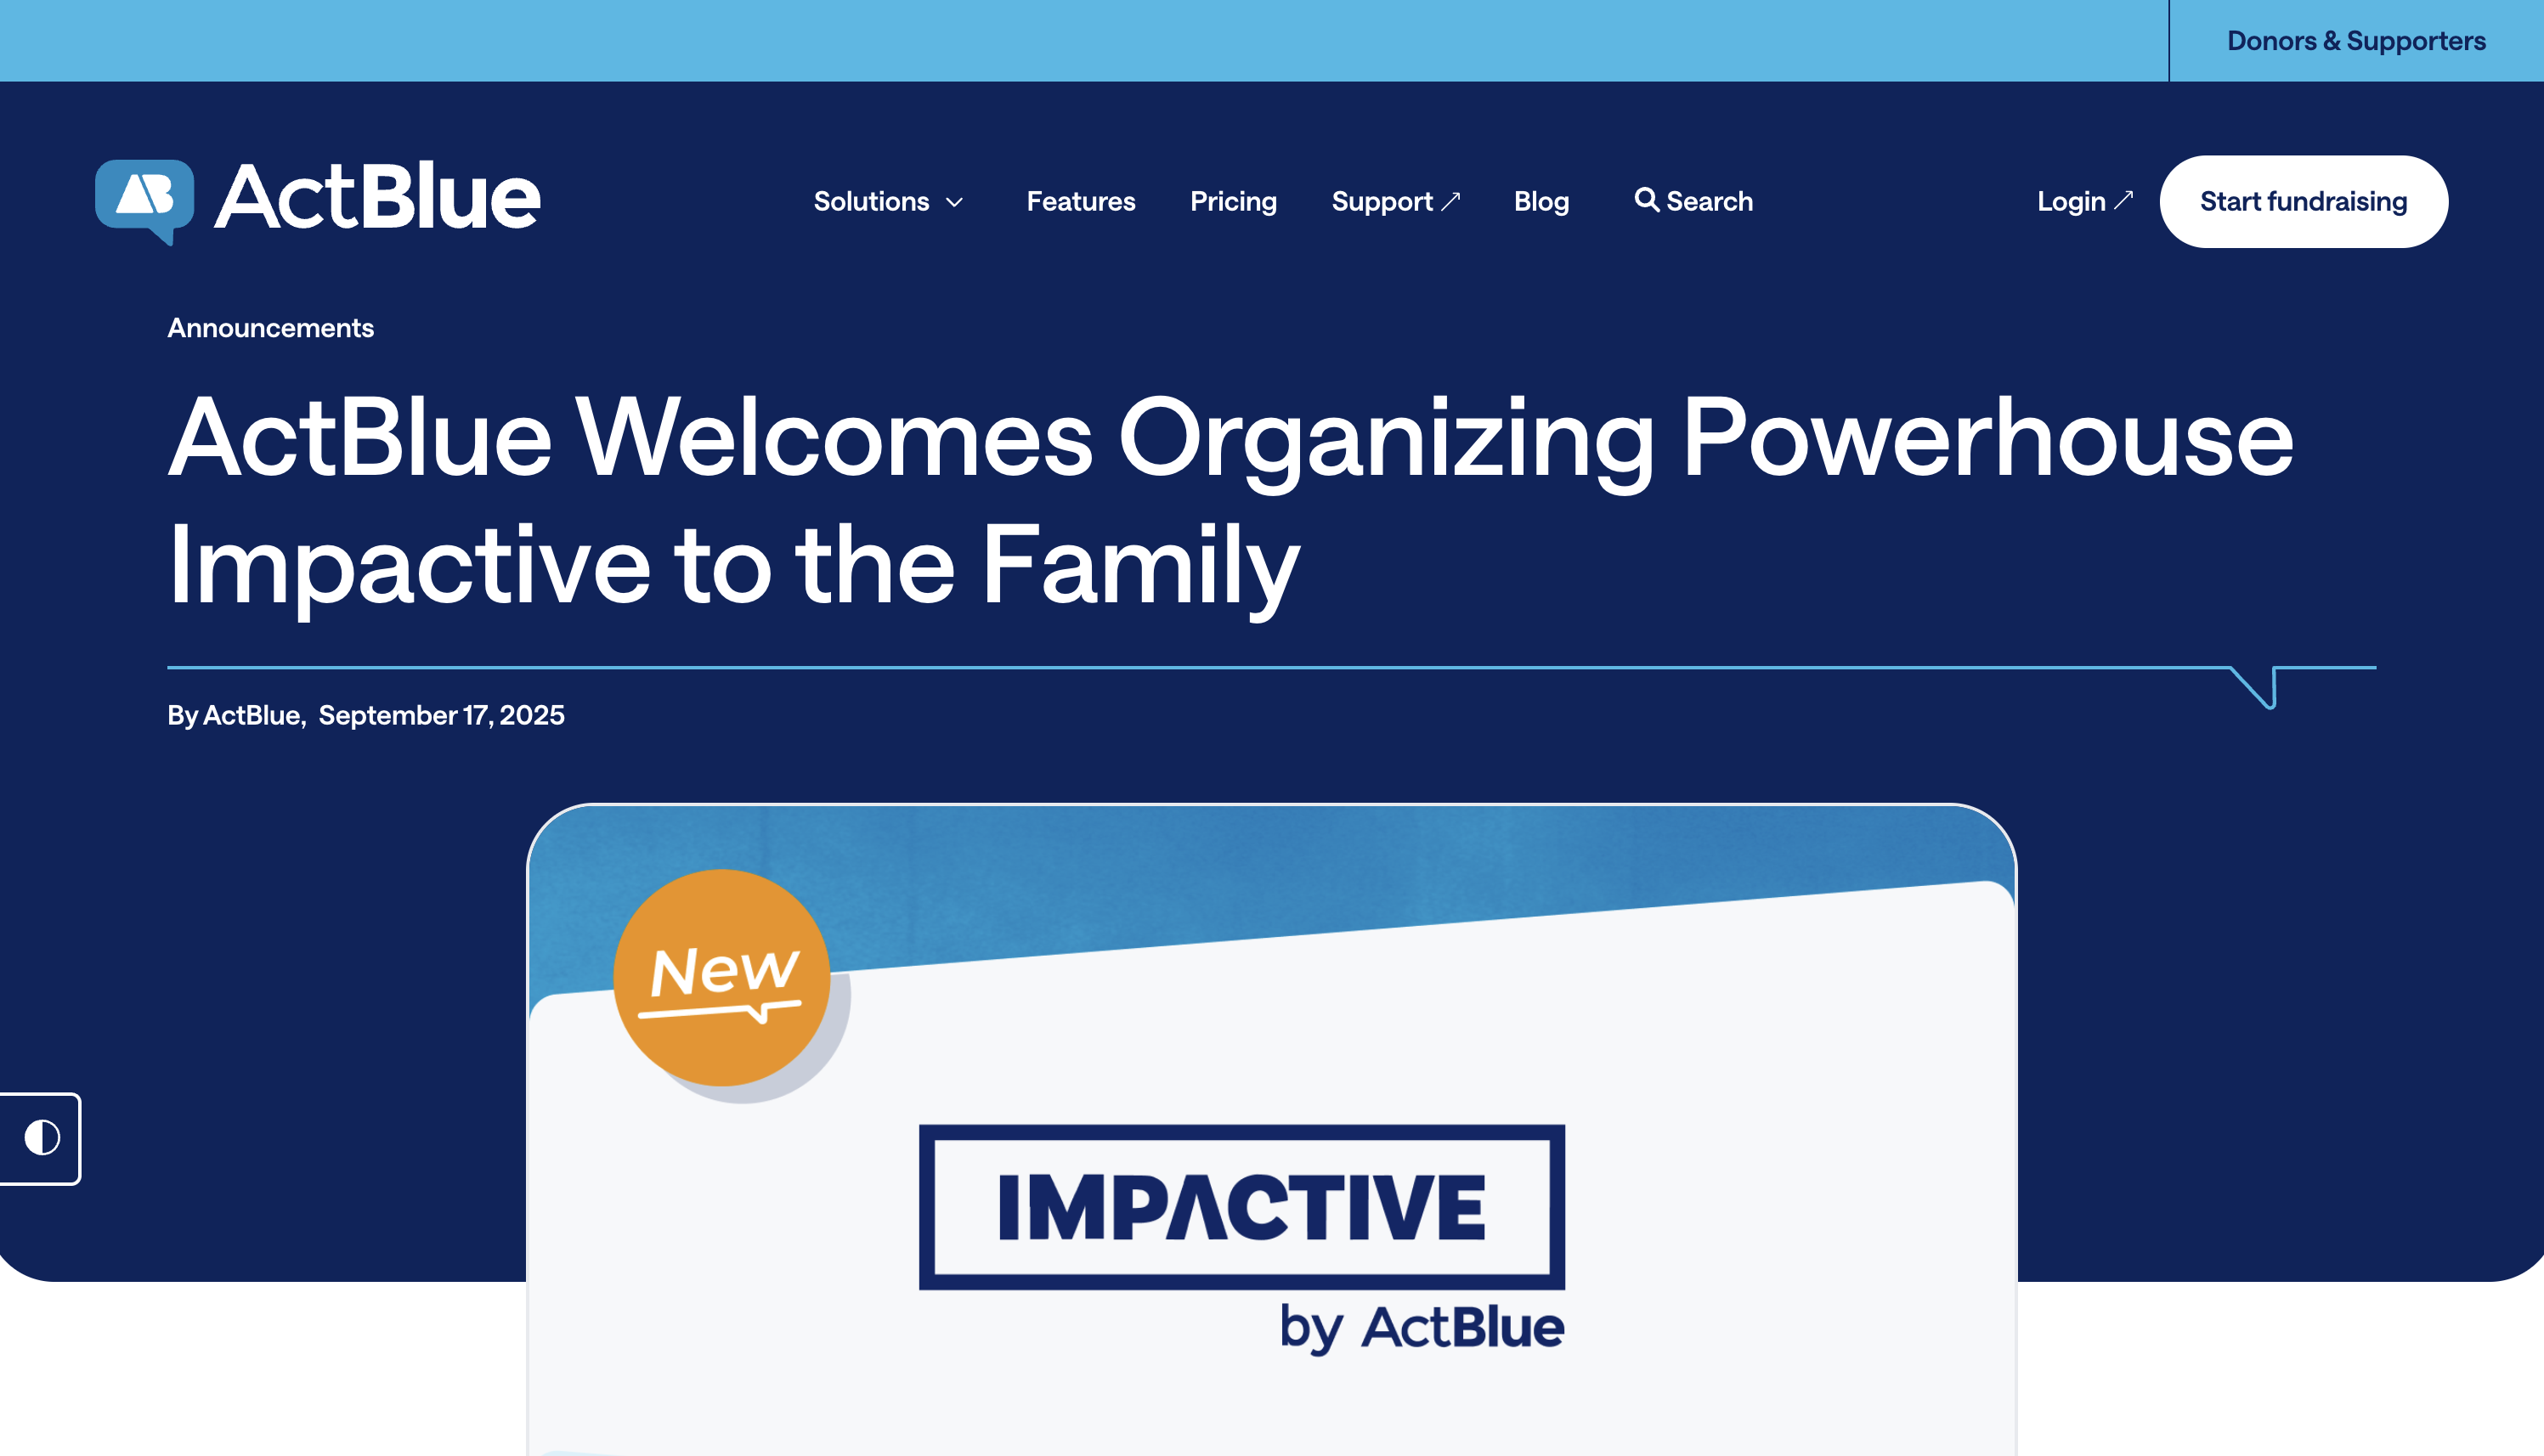 Donors & Supporters
AB ActBlue
Solutions Features Pricing Support Blog Search Login Start fundraising
Announcements
ActBlue Welcomes Organizing Powerhouse
Impactive to the Family
By ActBlue, September 17, 2025
New
IMPACTIVE
by ActBlue